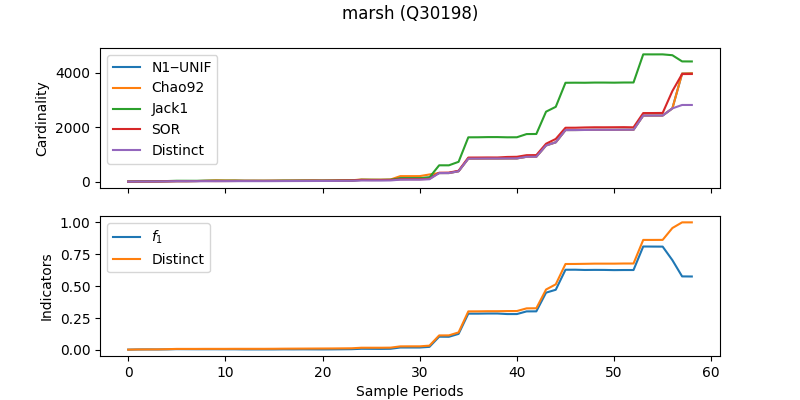 marsh (Q30198)
Cardinality
4000
2000
0
N1−UNIF
Chao92
Jack1
SOR
Distinct
Indicators
1.00
0.75
0.50
0.25
0.00
f1
Distinct
0 10 20 30 40 50 60
Sample Periods